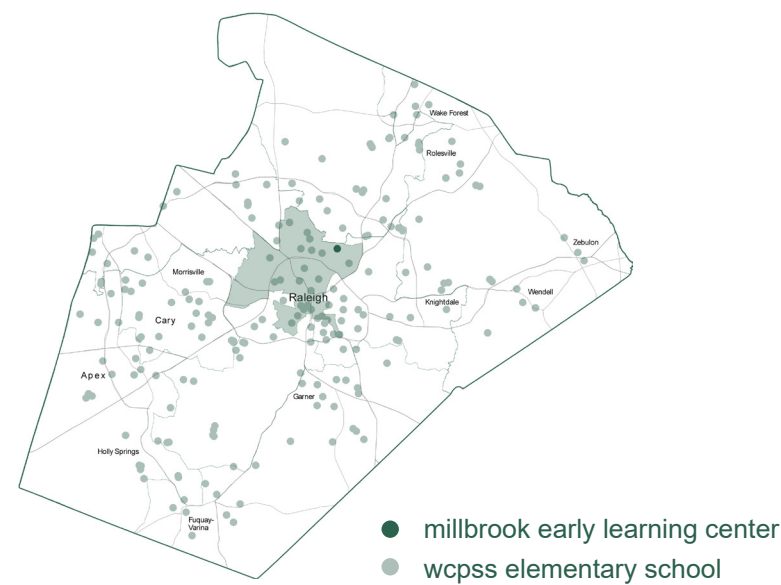 Wake Forest
Rolesville
Zebulon
Morrisville
Wendell
Raleigh
Knightdale
Cary
Apex
Garner
Holly Springs
Fuquay-
Varina
millbrook early learning center
wcpss elementary school